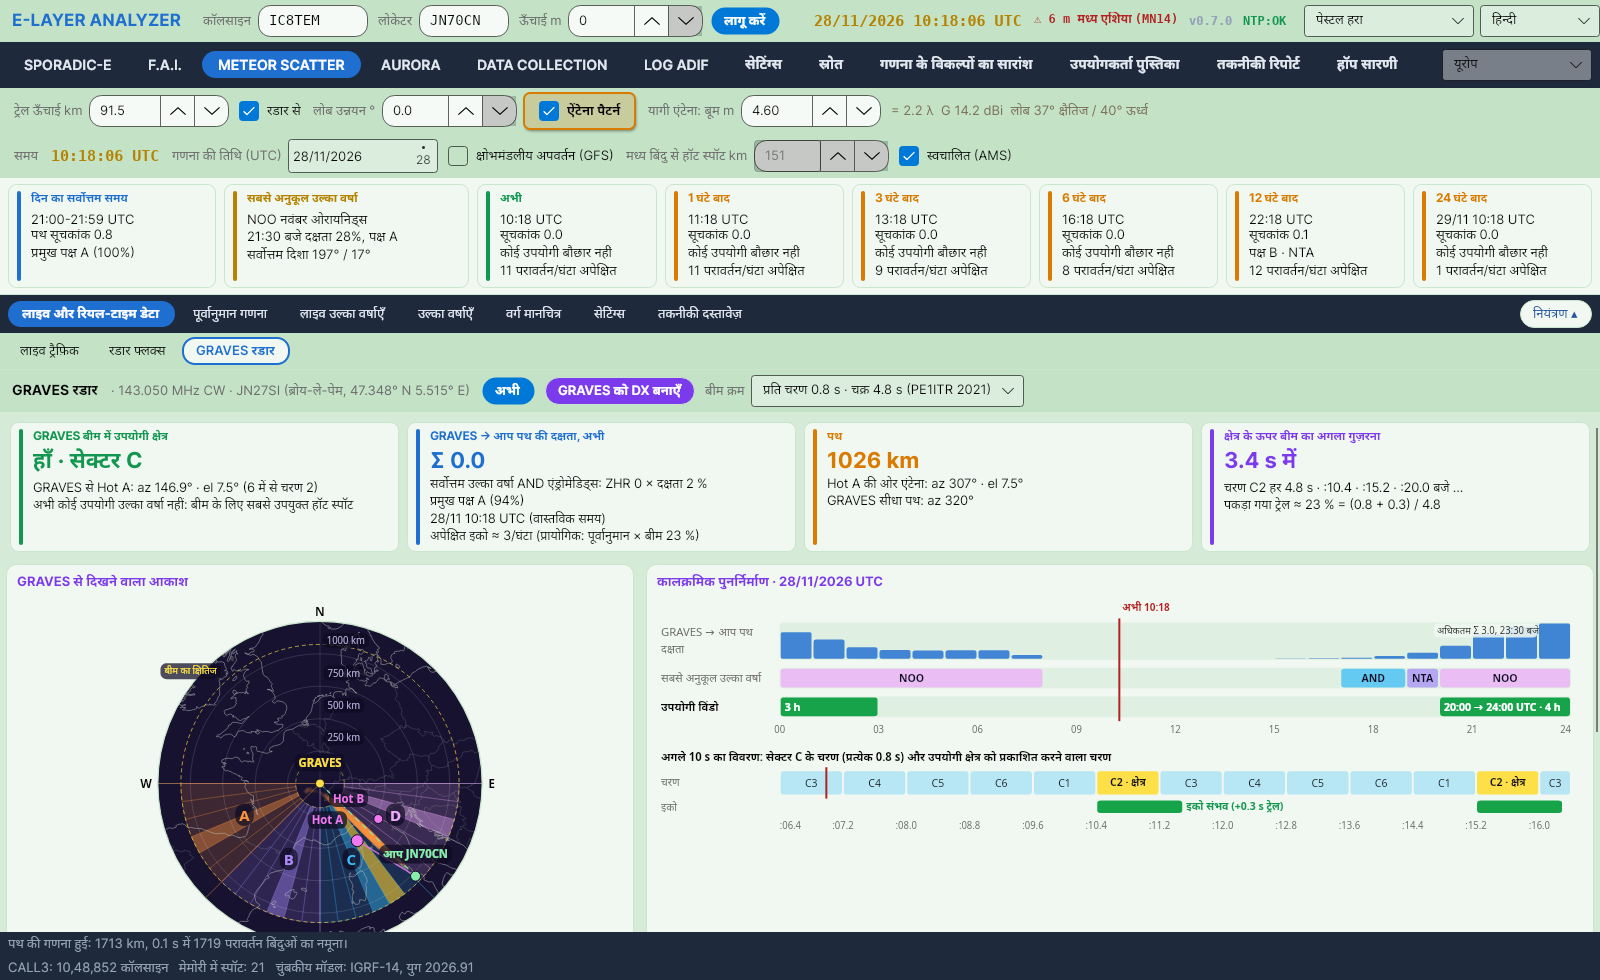 E-LAYER ANALYZER कॉलसाइन IC8TEM लोकेटर JN70CN ऊँचाई m 0 लागू करें 28/11/2026 10:18:06 UTC ⚠ 6 m मध्य एशिया (MN14) v0.7.0 NTP:OK पेस्टल हरा हिन्दी
SPORADIC-E F.A.I. METEOR SCATTER AURORA DATA COLLECTION LOG ADIF सेटिंग्स स्रोत गणना के विकल्पों का सारांश उपयोगकर्ता पुस्तिका तकनीकी रिपोर्ट हॉप सारणी यूरोप
ट्रेल ऊँचाई km 91.5 रडार से लोब उन्नयन ° 0.0 ऐंटेना पैटर्न यागी एंटेना: बूम m 4.60 = 2.2 λ G 14.2 dBi लोब 37° क्षैतिज / 40° ऊर्ध्व
समय 10:18:06 UTC गणना की तिथि (UTC) 28/11/2026 28 क्षोभमंडलीय अपवर्तन (GFS) मध्य बिंदु से हॉट स्पॉट km 151 स्वचालित (AMS)
दिन का सर्वोत्तम समय
21:00-21:59 UTC
पथ सूचकांक 0.8
प्रमुख पक्ष A (100%)
सबसे अनुकूल उल्का वर्षा
NOO नवंबर ओरायनिड्स
21:30 बजे दक्षता 28%, पक्ष A
सर्वोत्तम दिशा 197° / 17°
अभी
10:18 UTC
सूचकांक 0.0
कोई उपयोगी बौछार नही
11 परावर्तन/घंटा अपेक्षित
1 घंटे बाद
11:18 UTC
सूचकांक 0.0
कोई उपयोगी बौछार नही
11 परावर्तन/घंटा अपेक्षित
3 घंटे बाद
13:18 UTC
सूचकांक 0.0
कोई उपयोगी बौछार नही
9 परावर्तन/घंटा अपेक्षित
6 घंटे बाद
16:18 UTC
सूचकांक 0.0
कोई उपयोगी बौछार नही
8 परावर्तन/घंटा अपेक्षित
12 घंटे बाद
22:18 UTC
सूचकांक 0.1
पक्ष B · NTA
12 परावर्तन/घंटा अपेक्षित
24 घंटे बाद
29/11 10:18 UTC
सूचकांक 0.0
कोई उपयोगी बौछार नही
1 परावर्तन/घंटा अपेक्षित
लाइव और रियल-टाइम डेटा पूर्वानुमान गणना लाइव उल्का वर्षाएँ उल्का वर्षाएँ वर्ग मानचित्र सेटिंग्स तकनीकी दस्तावेज़ नियंत्रण ▴
लाइव ट्रैफ़िक रडार फ्लक्स GRAVES रडार
GRAVES रडार · 143.050 MHz CW · JN27SI (ब्रोय-ले-पेम, 47.348° N 5.515° E) अभी GRAVES को DX बनाएँ बीम क्रम प्रति चरण 0.8 s · चक्र 4.8 s (PE1ITR 2021)
GRAVES बीम में उपयोगी क्षेत्र
हाँ · सेक्टर C
GRAVES से Hot A: az 146.9° · el 7.5° (6 में से चरण 2)
अभी कोई उपयोगी उल्का वर्षा नहीं: बीम के लिए सबसे उपयुक्त हॉट स्पॉट
GRAVES → आप पथ की दक्षता, अभी
Σ 0.0
सर्वोत्तम उल्का वर्षा AND एंड्रोमेडिड्स: ZHR 0 × दक्षता 2 %
प्रमुख पक्ष A (94%)
28/11 10:18 UTC (वास्तविक समय)
अपेक्षित इको ≈ 3/घंटा (प्रायोगिक: पूर्वानुमान × बीम 23 %)
पथ
1026 km
Hot A की ओर एंटेना: az 307° · el 7.5°
GRAVES सीधा पथ: az 320°
क्षेत्र के ऊपर बीम का अगला गुज़रना
3.4 s में
चरण C2 हर 4.8 s · :10.4 · :15.2 · :20.0 बजे ...
पकड़ा गया ट्रेल ≈ 23 % = (0.8 + 0.3) / 4.8
GRAVES से दिखने वाला आकाश
N
1000 km
बीम का क्षितिज
750 km
500 km
250 km
GRAVES
W E
Hot B
A Hot A D
आप JN70CN
B C
कालक्रमिक पुनर्निर्माण · 28/11/2026 UTC
अभी 10:18
GRAVES → आप पथ दक्षता
अधिकतम Σ 3.0, 23:30 बजे
सबसे अनुकूल उल्का वर्षा NOO AND NTA NOO
उपयोगी विंडो 3 h 20:00 → 24:00 UTC · 4 h
00 03 06 09 12 15 18 21 24
अगले 10 s का विवरण: सेक्टर C के चरण (प्रत्येक 0.8 s) और उपयोगी क्षेत्र को प्रकाशित करने वाला चरण
चरण C3 C4 C5 C6 C1 C2 · क्षेत्र C3 C4 C5 C6 C1 C2 · क्षेत्र C3
इको इको संभव (+0.3 s ट्रेल)
:06.4 :07.2 :08.0 :08.8 :09.6 :10.4 :11.2 :12.0 :12.8 :13.6 :14.4 :15.2 :16.0
पथ की गणना हुई: 1713 km, 0.1 s में 1719 परावर्तन बिंदुओं का नमूना।
CALL3: 10,48,852 कॉलसाइन मेमोरी में स्पॉट: 21 चुंबकीय मॉडल: IGRF-14, युग 2026.91